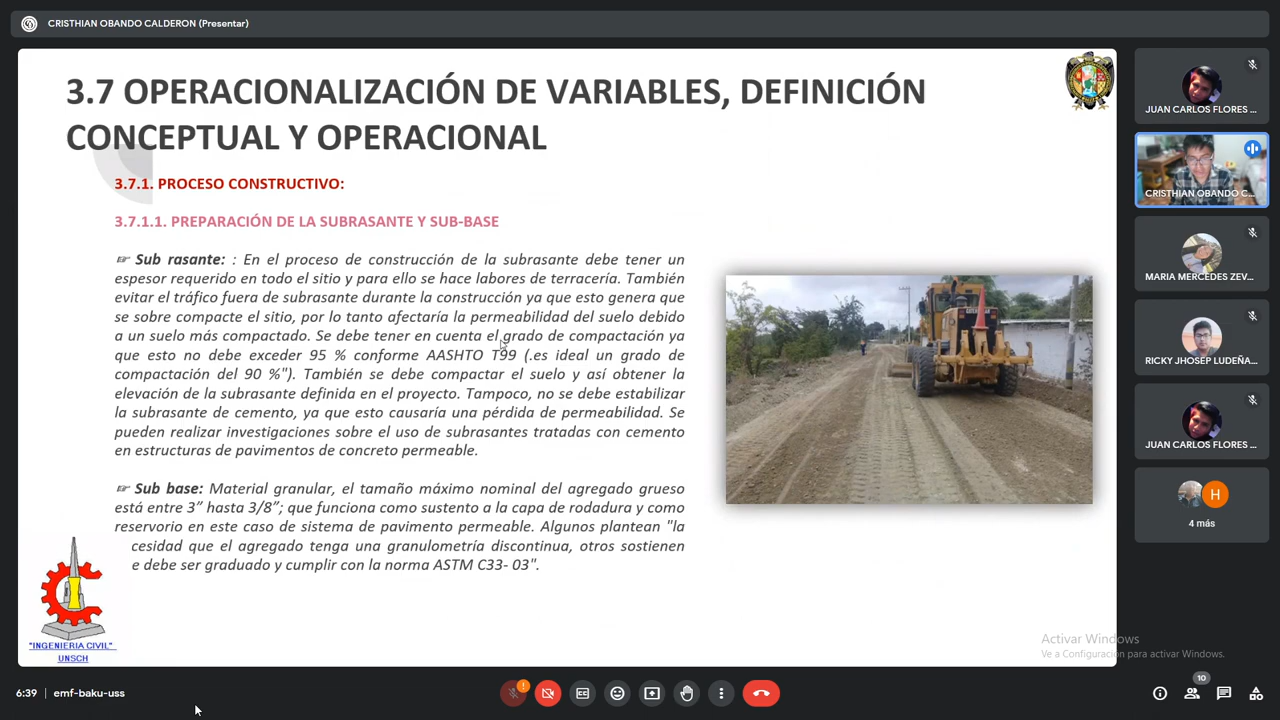 CRISTHIAN OBANDO CALDERON (Presentar)
3.7 OPERACIONALIZACIÓN DE VARIABLES, DEFINICIÓN
CONCEPTUAL Y OPERACIONAL
3.7.1. PROCESO CONSTRUCTIVO:
3.7.1.1. PREPARACIÓN DE LA SUBRASANTE Y SUB-BASE
☞ Sub rasante: : En el proceso de construcción de la subrasante debe tener un
espesor requerido en todo el sitio y para ello se hace labores de terracería. También
evitar el tráfico fuera de subrasante durante la construcción ya que esto genera que
se sobre compacte el sitio, por lo tanto afectaría la permeabilidad del suelo debido
a un suelo más compactado. Se debe tener en cuenta el grado de compactación ya
que esto no debe exceder 95 % conforme AASHTO T99 (.es ideal un grado de
compactación del 90 %"). También se debe compactar el suelo y así obtener la
elevación de la subrasante definida en el proyecto. Tampoco, no se debe estabilizar
la subrasante de cemento, ya que esto causaría una pérdida de permeabilidad. Se
pueden realizar investigaciones sobre el uso de subrasantes tratadas con cemento
en estructuras de pavimentos de concreto permeable.
☞ Sub base: Material granular, el tamaño máximo nominal del agregado grueso
está entre 3” hasta 3/8”; que funciona como sustento a la capa de rodadura y como
reservorio en este caso de sistema de pavimento permeable. Algunos plantean "la
cesidad que el agregado tenga una granulometría discontinua, otros sostienen
e debe ser graduado y cumplir con la norma ASTM C33- 03".
"INGENIERIA CIVIL"
UNSCH
JUAN CARLOS FLORES ...
CRISTHIAN OBANDO C...
MARIA MERCEDES ZEV...
RICKY JHOSEP LUDEÑA...
JUAN CARLOS FLORES ...
H
4 más
Activar Windows
Ve a Configuración para activar Windows.
6:39 | emf-baku-uss
10